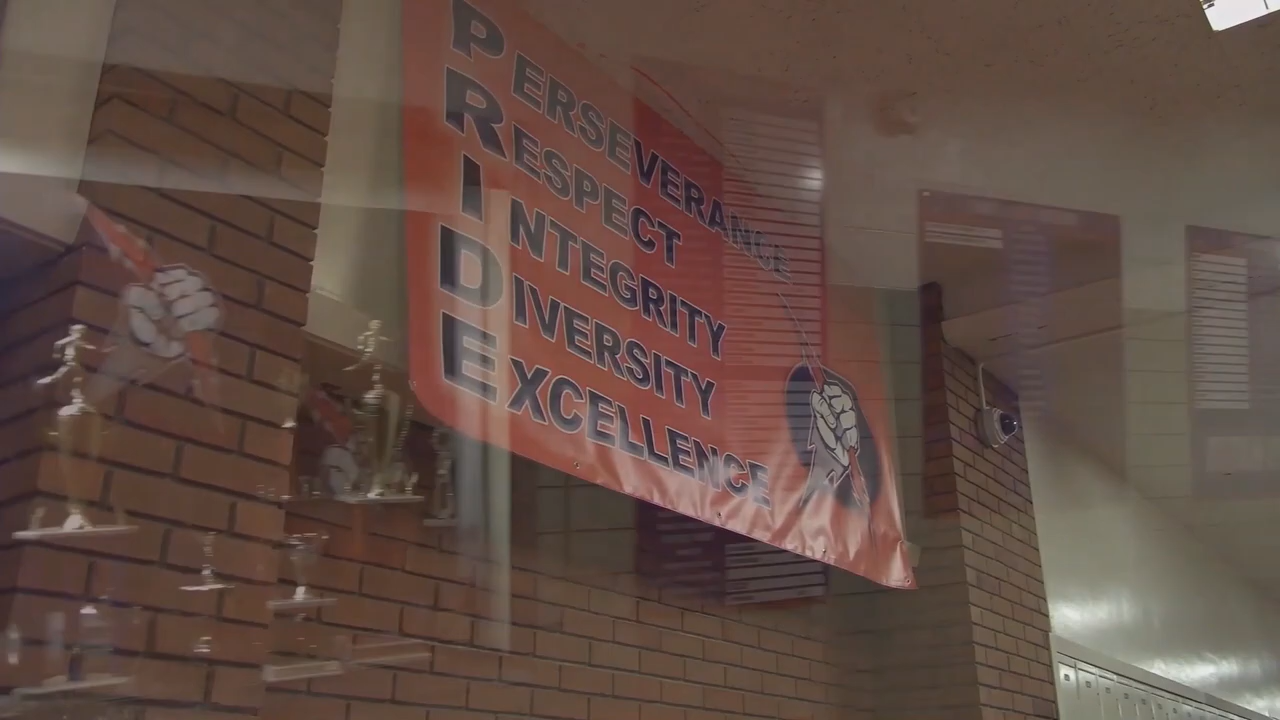 PERSEVERANCE
RESPECT
INTEGRITY
DIVERSITY
EXCELLENCE